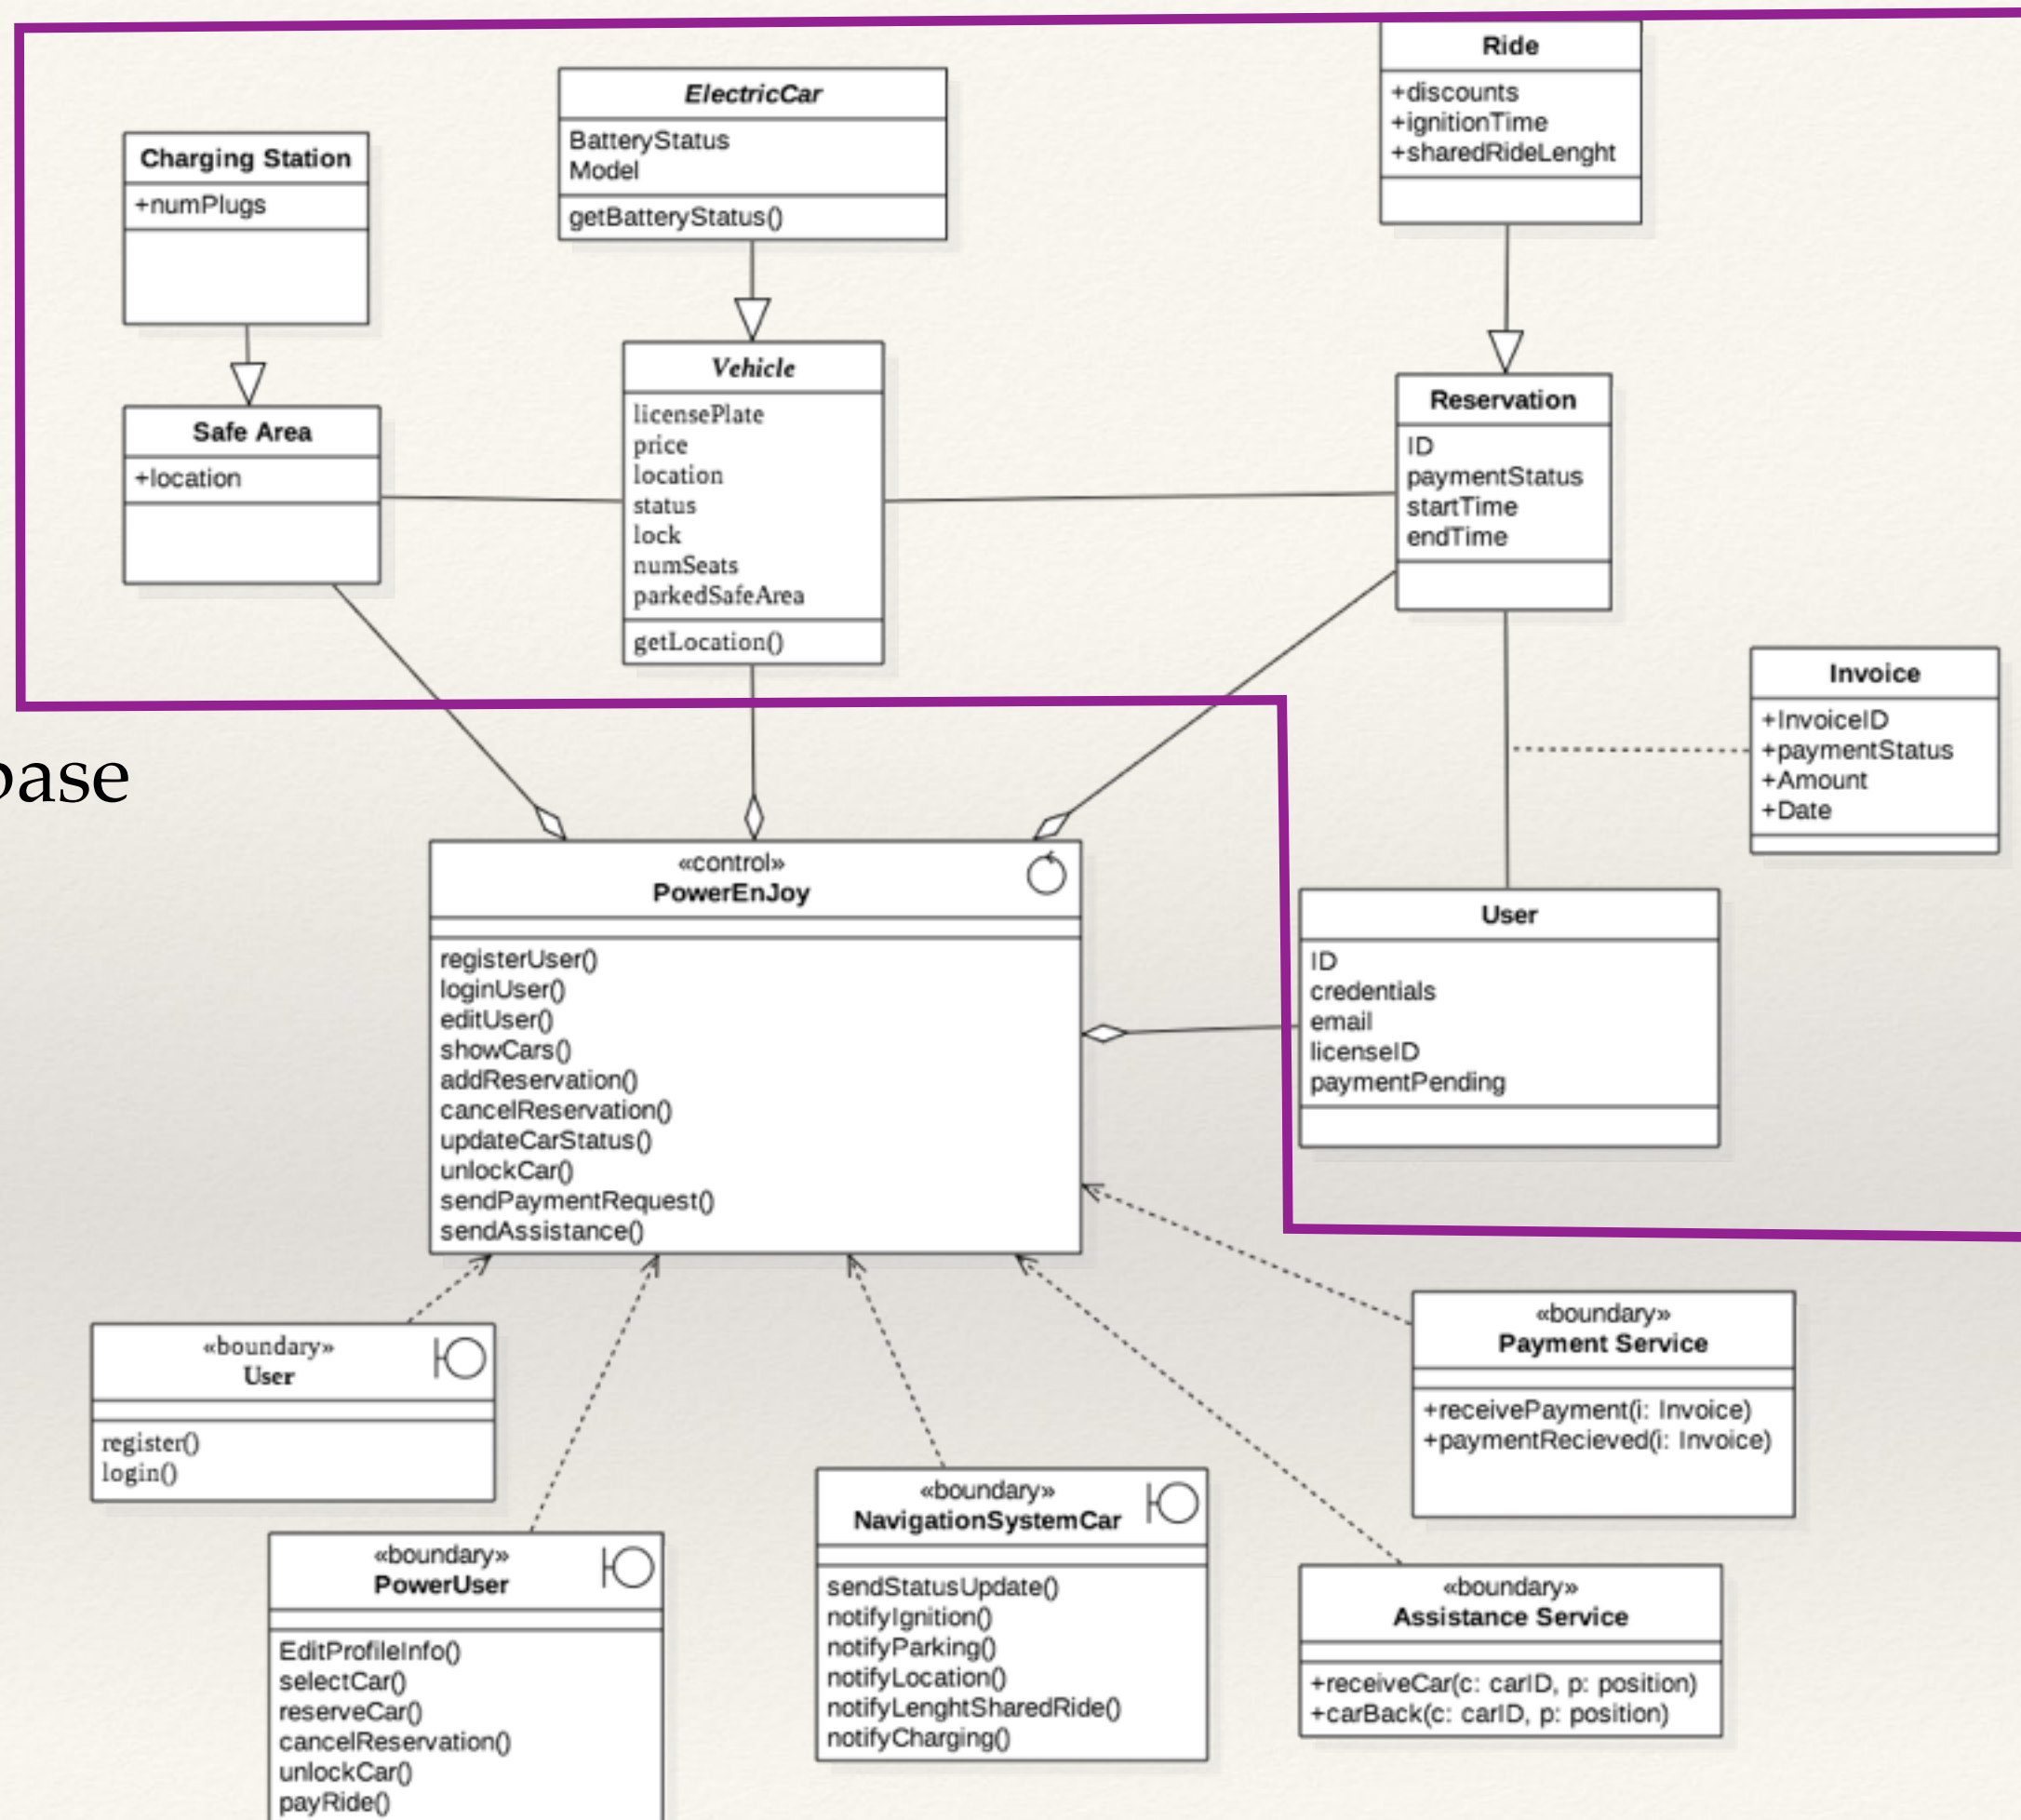 Ride
+discounts
+ignitionTime
+sharedRideLenght
ElectricCar
BatteryStatus
Model
getBatteryStatus()
Charging Station
+numPlugs
Vehicle
licensePlate
price
location
status
lock
numSeats
parkedSafeArea
getLocation()
Reservation
ID
paymentStatus
startTime
endTime
Safe Area
+location
Invoice
+InvoiceID
+paymentStatus
+Amount
+Date
base
«control»
PowerEnJoy
registerUser()
loginUser()
editUser()
showCars()
addReservation()
cancelReservation()
updateCarStatus()
unlockCar()
sendPaymentRequest()
sendAssistance()
User
ID
credentials
email
licenseID
paymentPending
«boundary»
User
register()
login()
«boundary»
Payment Service
+receivePayment(i: Invoice)
+paymentRecieved(i: Invoice)
«boundary»
NavigationSystemCar
sendStatusUpdate()
notifyIgnition()
notifyParking()
notifyLocation()
notifyLenghtSharedRide()
notifyCharging()
«boundary»
PowerUser
EditProfileInfo()
selectCar()
reserveCar()
cancelReservation()
unlockCar()
payRide()
«boundary»
Assistance Service
+receiveCar(c: carID, p: position)
+carBack(c: carID, p: position)